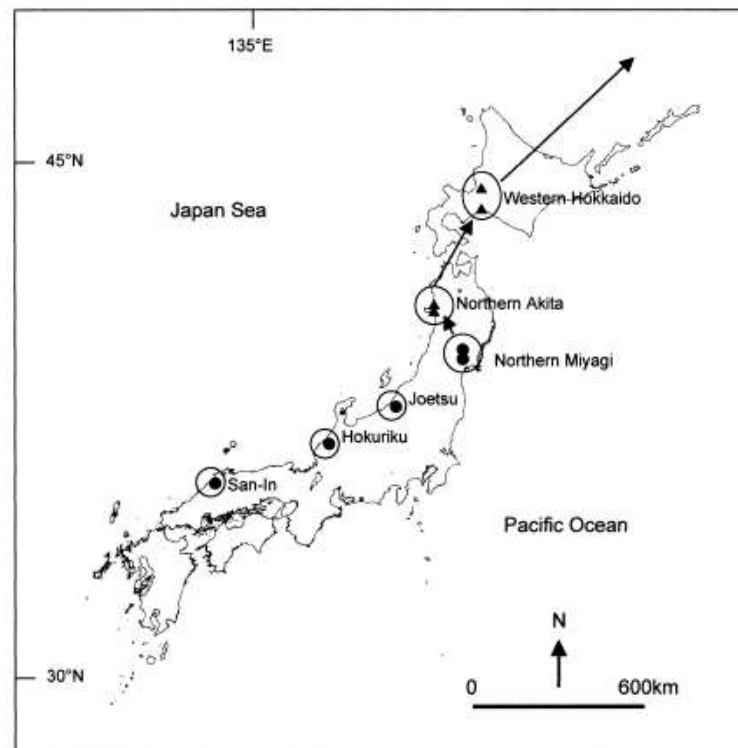 135°E
45°N
Japan Sea
Western Hokkaido
Northern Akita
Northern Miyagi
Joetsu
Hokuriku
San-In
Pacific Ocean
N
30°N
0 600km